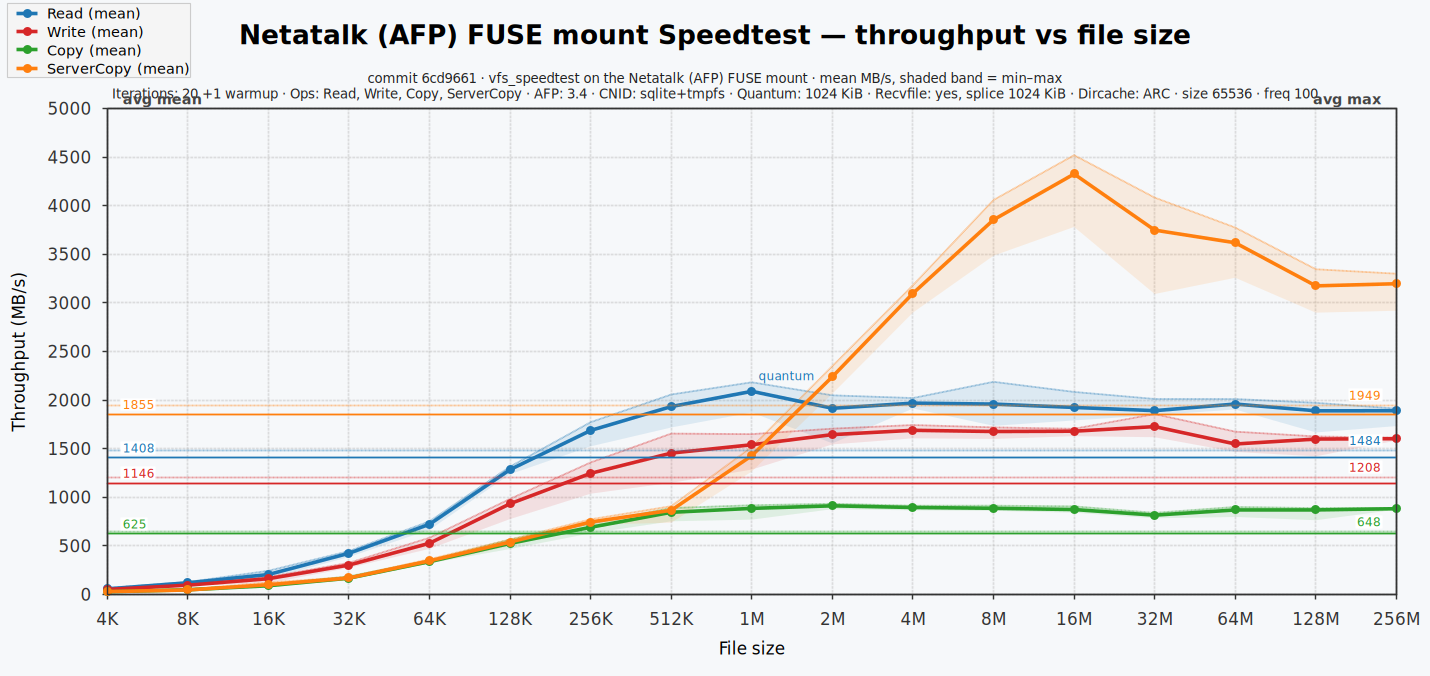 Read (mean)
Write (mean)
Copy (mean)
ServerCopy (mean)
Netatalk (AFP) FUSE mount Speedtest — throughput vs file size
commit 6cd9661 · vfs_speedtest on the Netatalk (AFP) FUSE mount · mean MB/s, shaded band = min–max
Iterations: 20 +1 warmup · Ops: Read, Write, Copy, ServerCopy · AFP: 3.4 · CNID: sqlite+tmpfs · Quantum: 1024 KiB · Recvfile: yes, splice 1024 KiB · Dircache: ARC · size 65536 · freq 100
avg mean
avg max
5000
4500
4000
3500
3000
2500
2000
1500
1000
500
0
Throughput (MB/s)
quantum
1855
1408
1146
625
1949
1484
1208
648
4K 8K 16K 32K 64K 128K 256K 512K 1M 2M 4M 8M 16M 32M 64M 128M 256M
File size